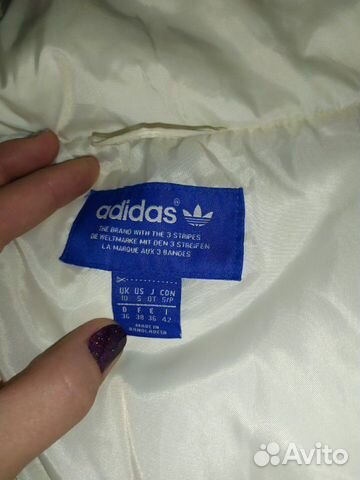 adidas
THE BRAND WITH THE 3 STRIPES
DIE WELTMARKE MIT DEN 3 STREIFEN
LA MARQUE AUX 3 BANDES
UK US J CDN
10 S OT S/P
D F E I
36 38 36 42
MADE IN
BANGLADESH
Avito